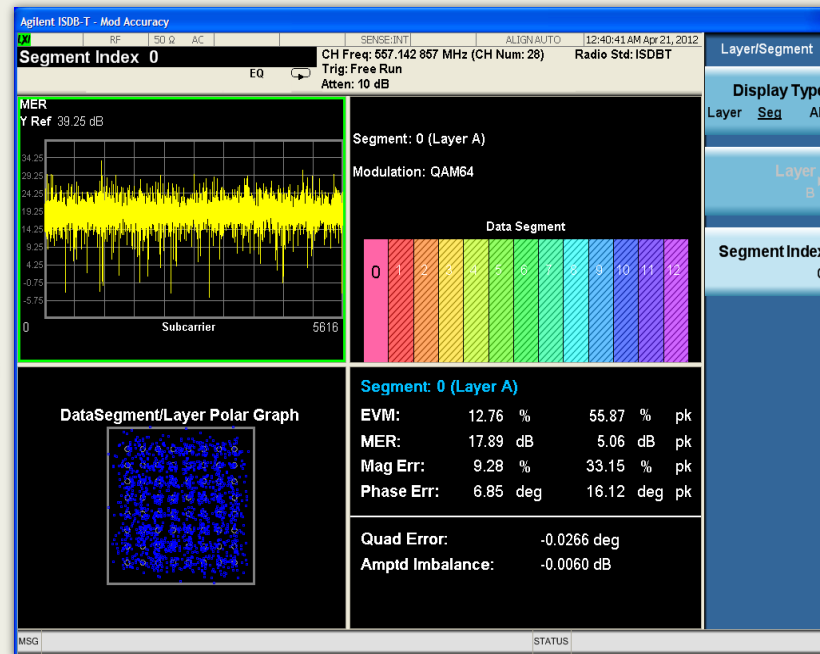 Agilent ISDB-T - Mod Accuracy
LXI RF 50 Ω AC SENSE:INT ALIGN AUTO 12:40:41 AM Apr 21, 2012
Segment Index 0
EQ
CH Freq: 557.142 857 MHz (CH Num: 28) Radio Std: ISDBT
Trig: Free Run
Atten: 10 dB
Layer/Segment
Display Type
Layer Seg Al
Layer
B
Segment Index
0
MER
Y Ref 39.25 dB
34.25
29.25
24.25
19.25
14.25
9.25
4.25
-0.75
-5.75
0 Subcarrier 5616
Segment: 0 (Layer A)
Modulation: QAM64
Data Segment
0 1 2 3 4 5 6 7 8 9 10 11 12
DataSegment/Layer Polar Graph
Segment: 0 (Layer A)
EVM: 12.76 % 55.87 % pk
MER: 17.89 dB 5.06 dB pk
Mag Err: 9.28 % 33.15 % pk
Phase Err: 6.85 deg 16.12 deg pk
Quad Error: -0.0266 deg
Amptd Imbalance: -0.0060 dB
MSG STATUS